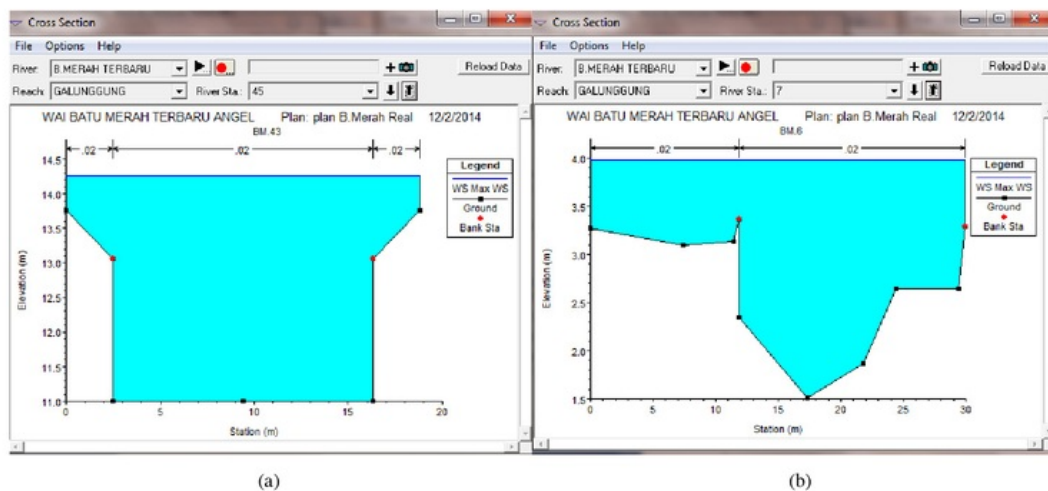 Cross Section
File Options Help
River: B.MERAH TERBARU
Reload Data
Reach: GALUNGGUNG River Sta.: 45
WAI BATU MERAH TERBARU ANGEL Plan: plan B.Merah Real 12/2/2014
BM.43
.02 .02 .02
Legend
WS Max WS
Ground
Bank Sta
Elevation (m)
14.5
14.0
13.5
13.0
12.5
12.0
11.5
11.0
0 5 10 15 20
Station (m)
(a)
Cross Section
File Options Help
River: B.MERAH TERBARU
Reload Data
Reach: GALUNGGUNG River Sta.: 7
WAI BATU MERAH TERBARU ANGEL Plan: plan B.Merah Real 12/2/2014
BM.6
.02 .02
Legend
WS Max WS
Ground
Bank Sta
Elevation (m)
4.0
3.5
3.0
2.5
2.0
1.5
0 5 10 15 20 25 30
Station (m)
(b)